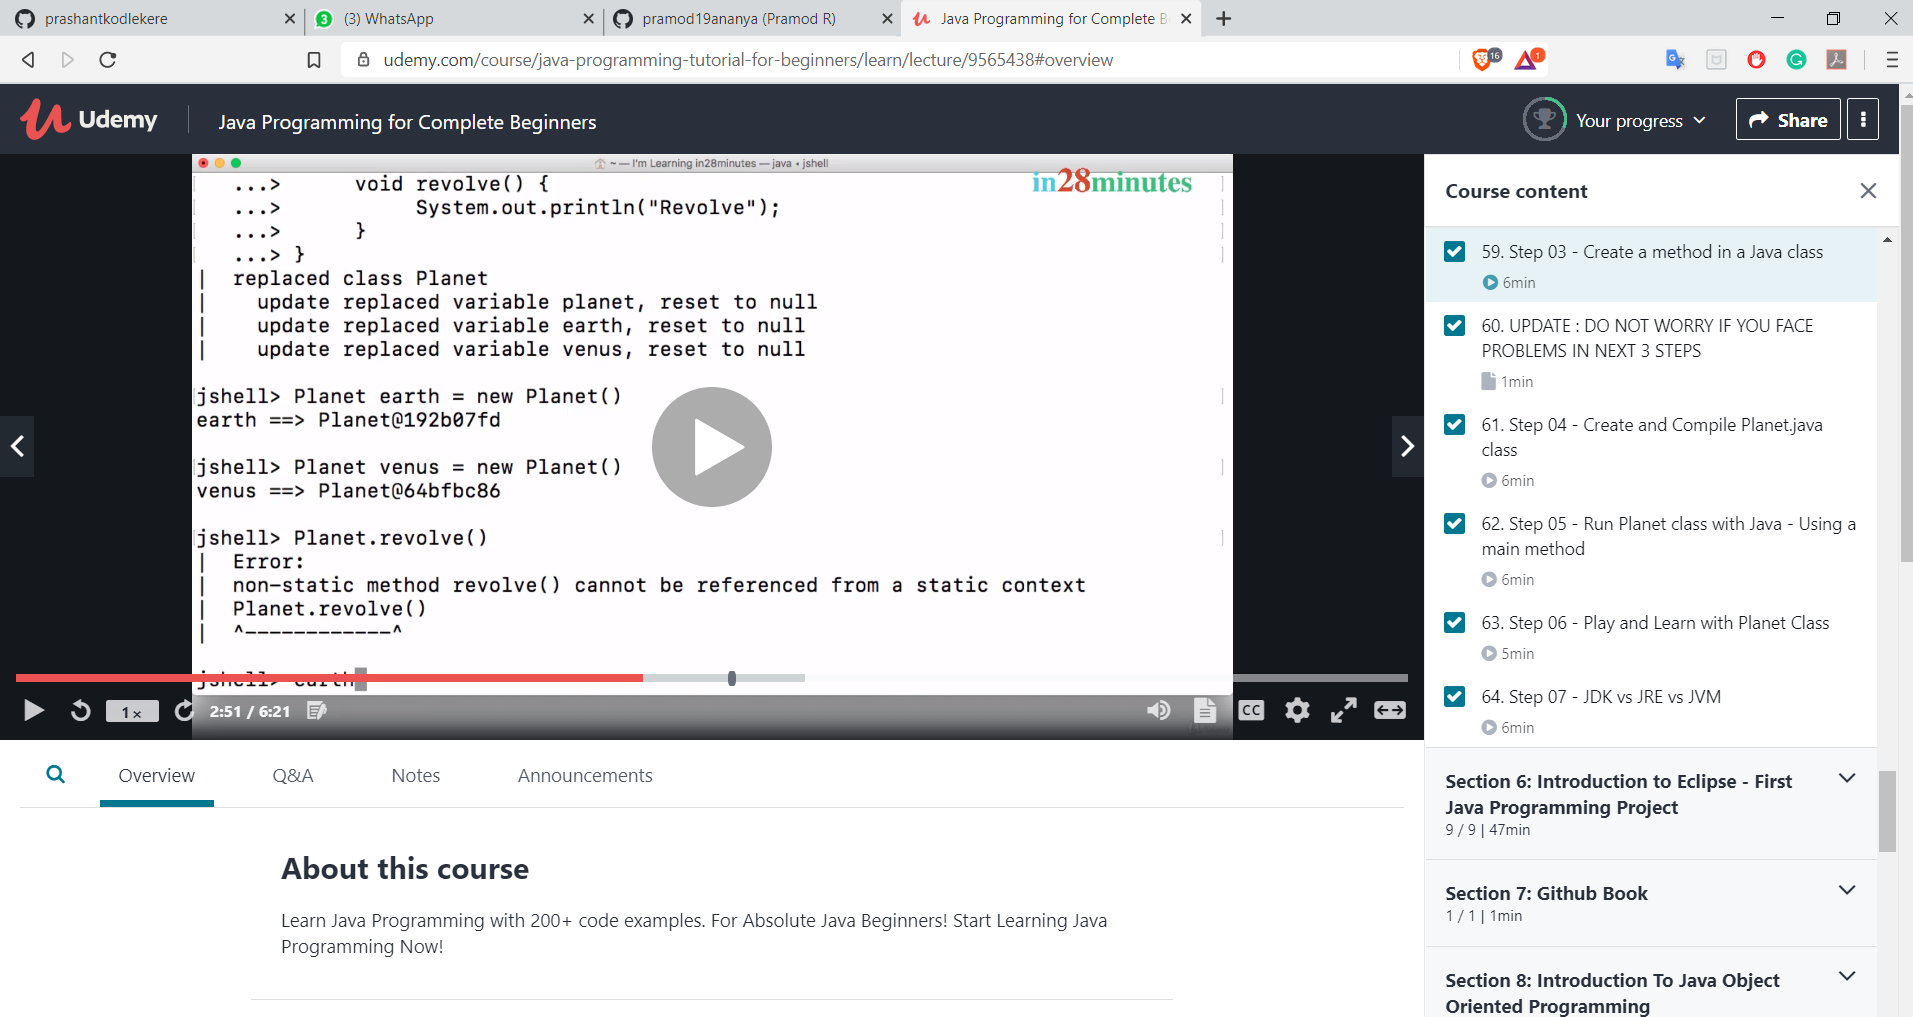 prashantkodlekere
3
(3) WhatsApp
pramod19ananya (Pramod R)
Java Programming for Complete B
udemy.com/course/java-programming-tutorial-for-beginners/learn/lecture/9565438#overview
16
1
Udemy
Java Programming for Complete Beginners
Your progress
Share
~ — I'm Learning in28minutes — java • jshell
in28minutes
...> void revolve() {
...> System.out.println("Revolve");
...> }
...> }
| replaced class Planet
| update replaced variable planet, reset to null
| update replaced variable earth, reset to null
| update replaced variable venus, reset to null
jshell> Planet earth = new Planet()
earth ==> Planet@192b07fd
jshell> Planet venus = new Planet()
venus ==> Planet@64bfbc86
jshell> Planet.revolve()
| Error:
| non-static method revolve() cannot be referenced from a static context
| Planet.revolve()
| ^------------^
jshell> earth
1×
2:51 / 6:21
CC
Course content
59. Step 03 - Create a method in a Java class
6min
60. UPDATE : DO NOT WORRY IF YOU FACE
PROBLEMS IN NEXT 3 STEPS
1min
61. Step 04 - Create and Compile Planet.java
class
6min
62. Step 05 - Run Planet class with Java - Using a
main method
6min
63. Step 06 - Play and Learn with Planet Class
5min
64. Step 07 - JDK vs JRE vs JVM
6min
Section 6: Introduction to Eclipse - First
Java Programming Project
9 / 9 | 47min
Section 7: Github Book
1 / 1 | 1min
Section 8: Introduction To Java Object
Oriented Programming
Overview
Q&A
Notes
Announcements
About this course
Learn Java Programming with 200+ code examples. For Absolute Java Beginners! Start Learning Java
Programming Now!